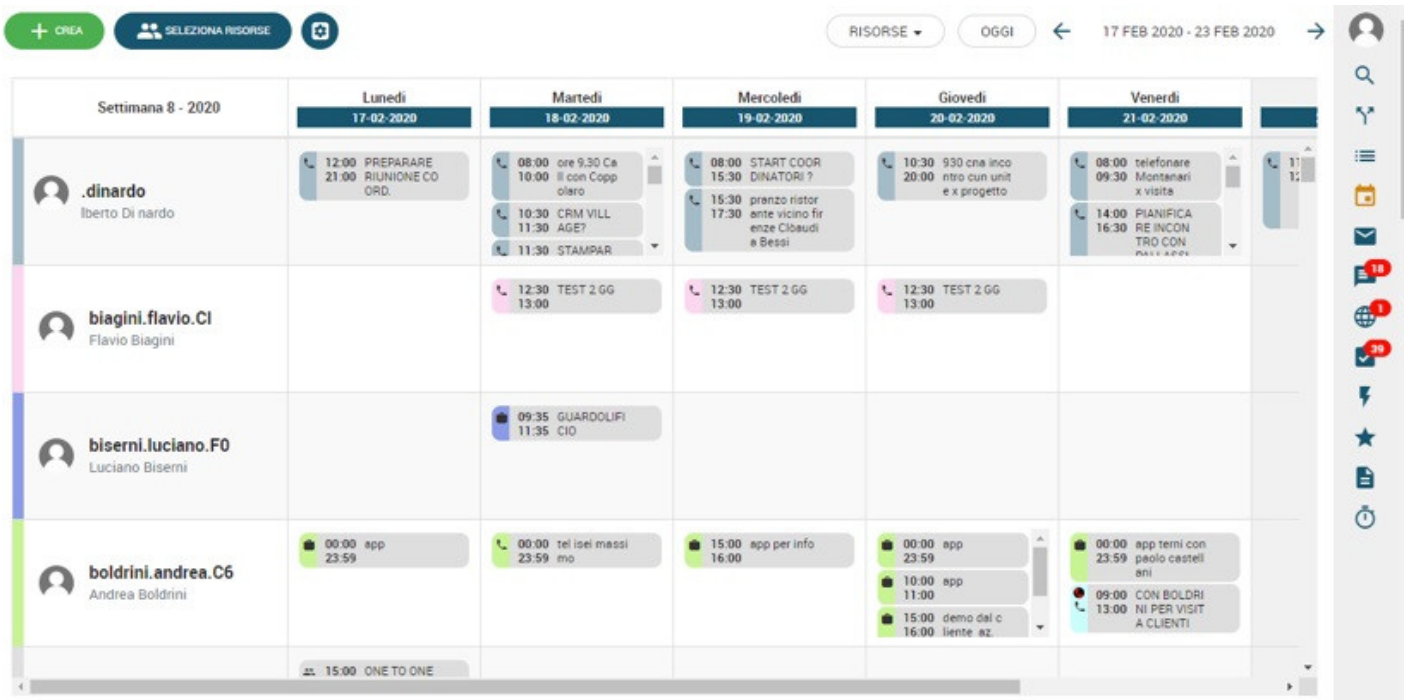 CREA
SELEZIONA RISORSE
RISORSE
OGGI
17 FEB 2020 - 23 FEB 2020
Settimana 8 - 2020
Lunedì
17-02-2020
Martedì
18-02-2020
Mercoledì
19-02-2020
Giovedì
20-02-2020
Venerdì
21-02-2020
.dinardo
lberto Di nardo
12:00 PREPARARE
21:00 RIUNIONE CO
ORD.
08:00 ore 9.30 Ca
10:00 ll con Copp
olaro
10:30 CRM VILL
11:30 AGE?
11:30 STAMPAR
08:00 START COOR
15:30 DINATORI ?
15:30 pranzo ristor
17:30 ante vicino fir
enze Clòaudi
a Bessi
10:30 930 cna inco
20:00 ntro cun unit
e x progetto
08:00 telefonare
09:30 Montanari
x visita
14:00 PIANIFICA
16:30 RE INCON
TRO CON
biagini.flavio.CI
Flavio Biagini
12:30 TEST 2 GG
13:00
12:30 TEST 2 GG
13:00
12:30 TEST 2 GG
13:00
biserni.luciano.F0
Luciano Biserni
09:35 GUARDOLIFI
11:35 CIO
boldrini.andrea.C6
Andrea Boldrini
00:00 app
23:59
00:00 tel isei massi
23:59 mo
15:00 app per info
16:00
00:00 app
23:59
10:00 app
11:00
15:00 demo dal c
16:00 liente az.
00:00 app terni con
23:59 paolo castell
ani
09:00 CON BOLDRI
13:00 NI PER VISIT
A CLIENTI
15:00 ONE TO ONE
18
1
39